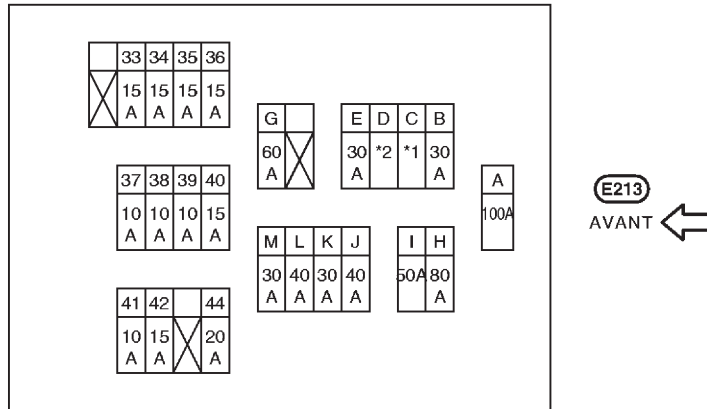 33 34 35 36
15 A 15 A 15 A 15 A
G
60 A
E D C B
30 A *2 *1 30 A
37 38 39 40
10 A 10 A 10 A 15 A
A
100A
E213
AVANT
M L K J
30 A 40 A 30 A 40 A
I H
50A 80 A
41 42 44
10 A 15 A 20 A